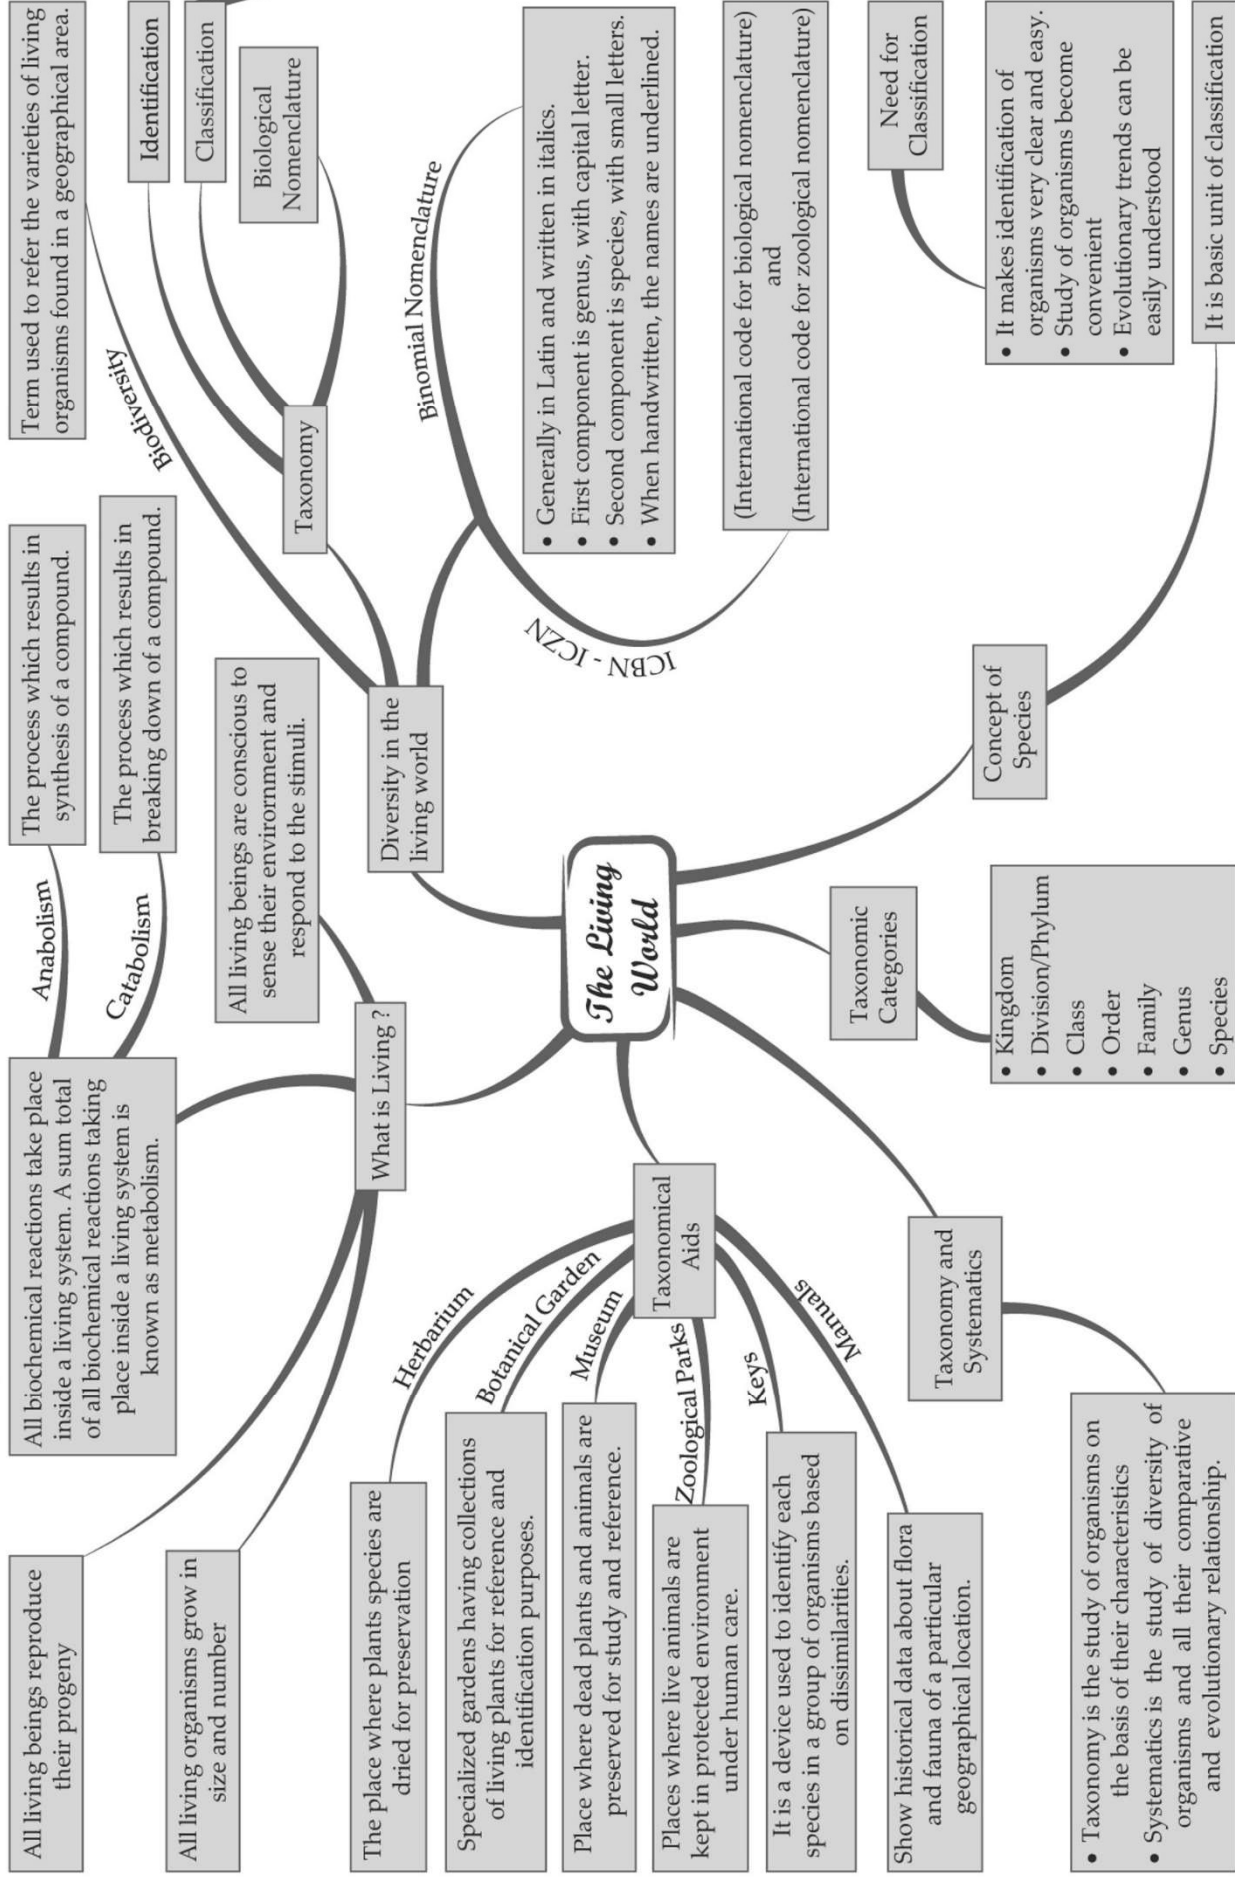 The Living
World
What is Living ?
All living beings reproduce
their progeny
All living organisms grow in
size and number
All biochemical reactions take place
inside a living system. A sum total
of all biochemical reactions taking
place inside a living system is
known as metabolism.
Anabolism
The process which results in
synthesis of a compound.
Catabolism
The process which results in
breaking down of a compound.
All living beings are conscious to
sense their environment and
respond to the stimuli.
Diversity in the
living world
Biodiversity
Term used to refer the varieties of living
organisms found in a geographical area.
Taxonomy
Identification
Classification
Biological
Nomenclature
Binomial Nomenclature
• Generally in Latin and written in italics.
• First component is genus, with capital letter.
• Second component is species, with small letters.
• When handwritten, the names are underlined.
ICBN - ICZN
(International code for biological nomenclature)
and
(International code for zoological nomenclature)
Need for
Classification
• It makes identification of
organisms very clear and easy.
• Study of organisms become
convenient
• Evolutionary trends can be
easily understood
Concept of
Species
It is basic unit of classification
Taxonomic
Categories
• Kingdom
• Division/Phylum
• Class
• Order
• Family
• Genus
• Species
Taxonomy and
Systematics
• Taxonomy is the study of organisms on
the basis of their characteristics
• Systematics is the study of diversity of
organisms and all their comparative
and evolutionary relationship.
Taxonomical
Aids
Herbarium
The place where plants species are
dried for preservation
Botanical Garden
Specialized gardens having collections
of living plants for reference and
identification purposes.
Museum
Place where dead plants and animals are
preserved for study and reference.
Zoological Parks
Places where live animals are
kept in protected environment
under human care.
Keys
It is a device used to identify each
species in a group of organisms based
on dissimilarities.
Manuals
Show historical data about flora
and fauna of a particular
geographical location.